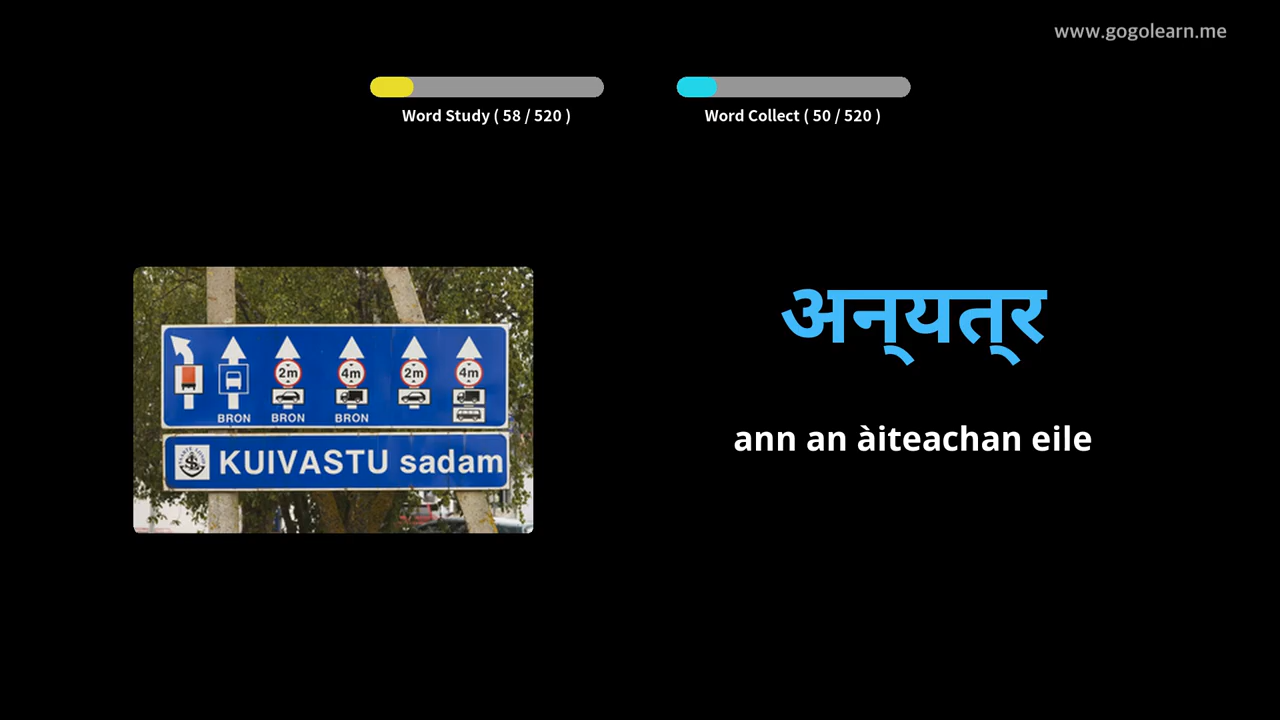 www.gogolearn.me
Word Study ( 58 / 520 )
Word Collect ( 50 / 520 )
2m
4m
2m
4m
BRON
BRON
BRON
KUIVASTU sadam
अन्‌यत्‌र
ann an àiteachan eile